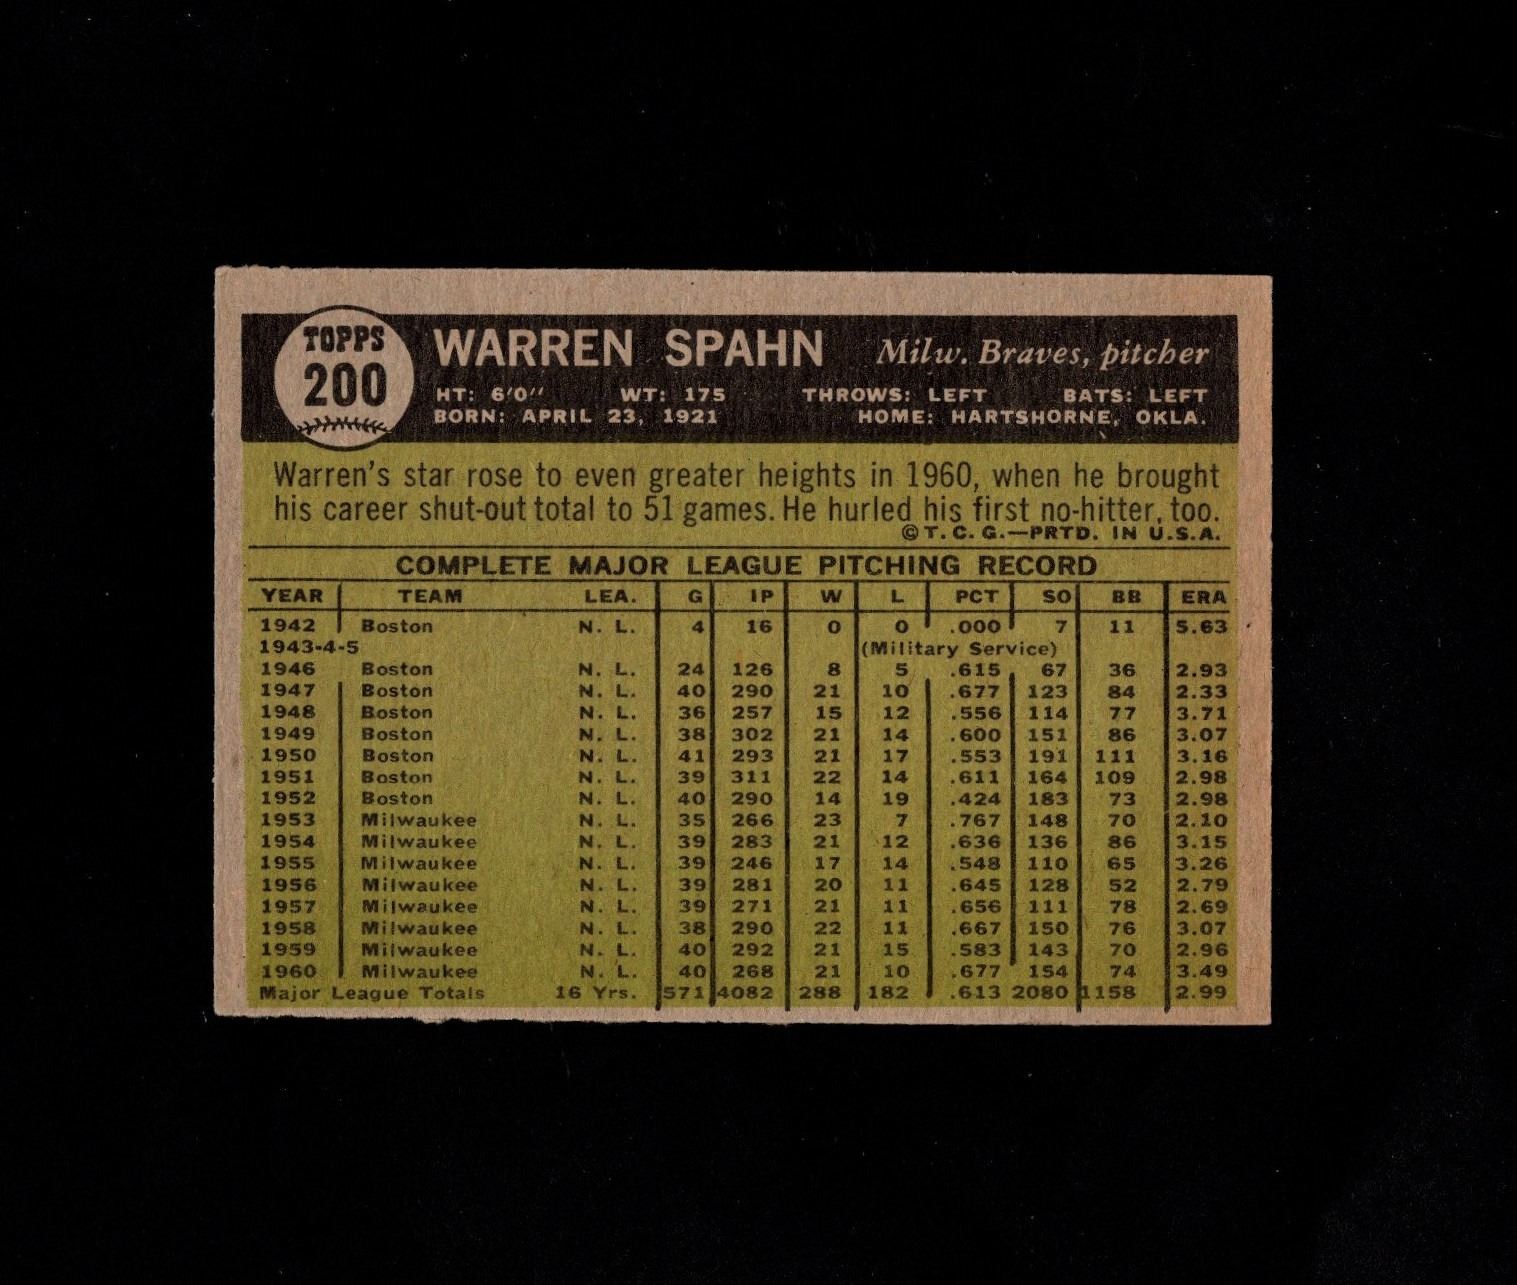 TOPPS
200
WARREN SPAHN Milw. Braves, pitcher
HT: 6'0" WT: 175 THROWS: LEFT BATS: LEFT
BORN: APRIL 23, 1921 HOME: HARTSHORNE, OKLA.
Warren's star rose to even greater heights in 1960, when he brought
his career shut-out total to 51 games. He hurled his first no-hitter, too.
© T. C. G.—PRTD. IN U.S.A.
COMPLETE MAJOR LEAGUE PITCHING RECORD
YEAR TEAM LEA. G IP W L PCT SO BB ERA
1942 Boston N. L. 4 16 0 0 .000 7 11 5.63
1943-4-5 (Military Service)
1946 Boston N. L. 24 126 8 5 .615 67 36 2.93
1947 Boston N. L. 40 290 21 10 .677 123 84 2.33
1948 Boston N. L. 36 257 15 12 .556 114 77 3.71
1949 Boston N. L. 38 302 21 14 .600 151 86 3.07
1950 Boston N. L. 41 293 21 17 .553 191 111 3.16
1951 Boston N. L. 39 311 22 14 .611 164 109 2.98
1952 Boston N. L. 40 290 14 19 .424 183 73 2.98
1953 Milwaukee N. L. 35 266 23 7 .767 148 70 2.10
1954 Milwaukee N. L. 39 283 21 12 .636 136 86 3.15
1955 Milwaukee N. L. 39 246 17 14 .548 110 65 3.26
1956 Milwaukee N. L. 39 281 20 11 .645 128 52 2.79
1957 Milwaukee N. L. 39 271 21 11 .656 111 78 2.69
1958 Milwaukee N. L. 38 290 22 11 .667 150 76 3.07
1959 Milwaukee N. L. 40 292 21 15 .583 143 70 2.96
1960 Milwaukee N. L. 40 268 21 10 .677 154 74 3.49
Major League Totals 16 Yrs. 571 4082 288 182 .613 2080 1158 2.99